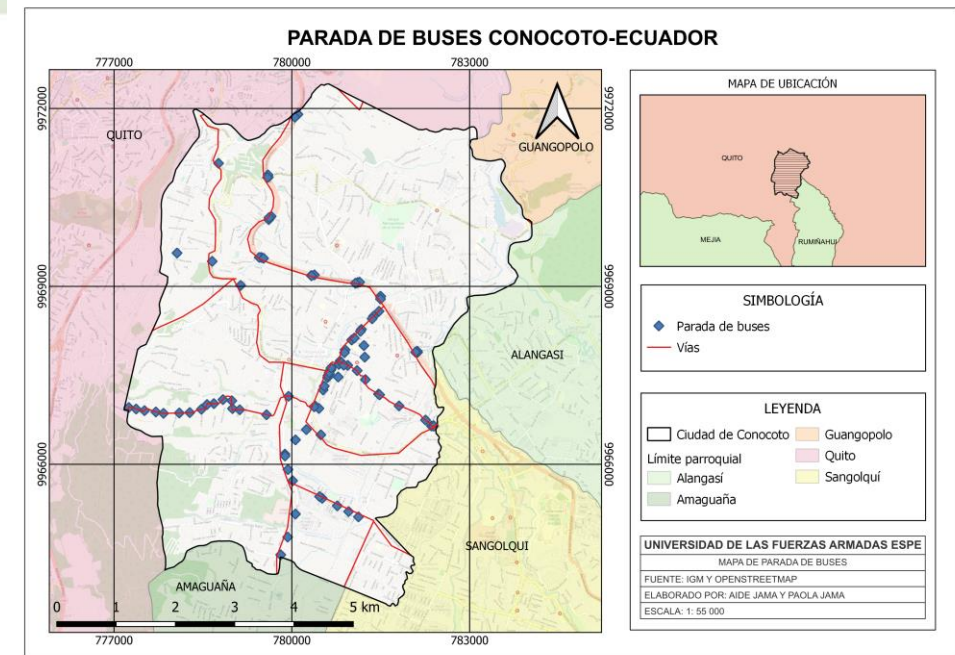 PARADA DE BUSES CONOCOTO-ECUADOR
777000 780000 783000
9972000 9972000
QUITO
GUANGOPOLO
9969000 9969000
ALANGASI
9966000 9966000
SANGOLQUI
AMAGUAÑA
0 1 2 3 4 5 km
777000 780000 783000
MAPA DE UBICACIÓN
QUITO
MEJIA
RUMIÑAHUI
SIMBOLOGÍA
Parada de buses
Vías
LEYENDA
Ciudad de Conocoto
Límite parroquial
Alangasí
Amaguaña
Guangopolo
Quito
Sangolquí
UNIVERSIDAD DE LAS FUERZAS ARMADAS ESPE
MAPA DE PARADA DE BUSES
FUENTE: IGM Y OPENSTREETMAP
ELABORADO POR: AIDE JAMA Y PAOLA JAMA
ESCALA: 1: 55 000